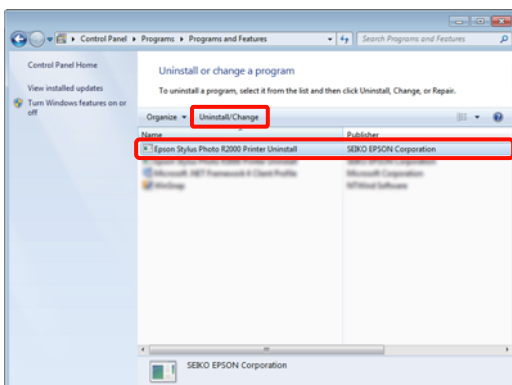 Control Panel ▸ Programs ▸ Programs and Features
Search Programs and Features
Control Panel Home
View installed updates
Turn Windows features on or
off
Uninstall or change a program
To uninstall a program, select it from the list and then click Uninstall, Change, or Repair.
Organize
Uninstall/Change
Name
Publisher
Epson Stylus Photo R2000 Printer Uninstall
SEIKO EPSON Corporation
SEIKO EPSON Corporation